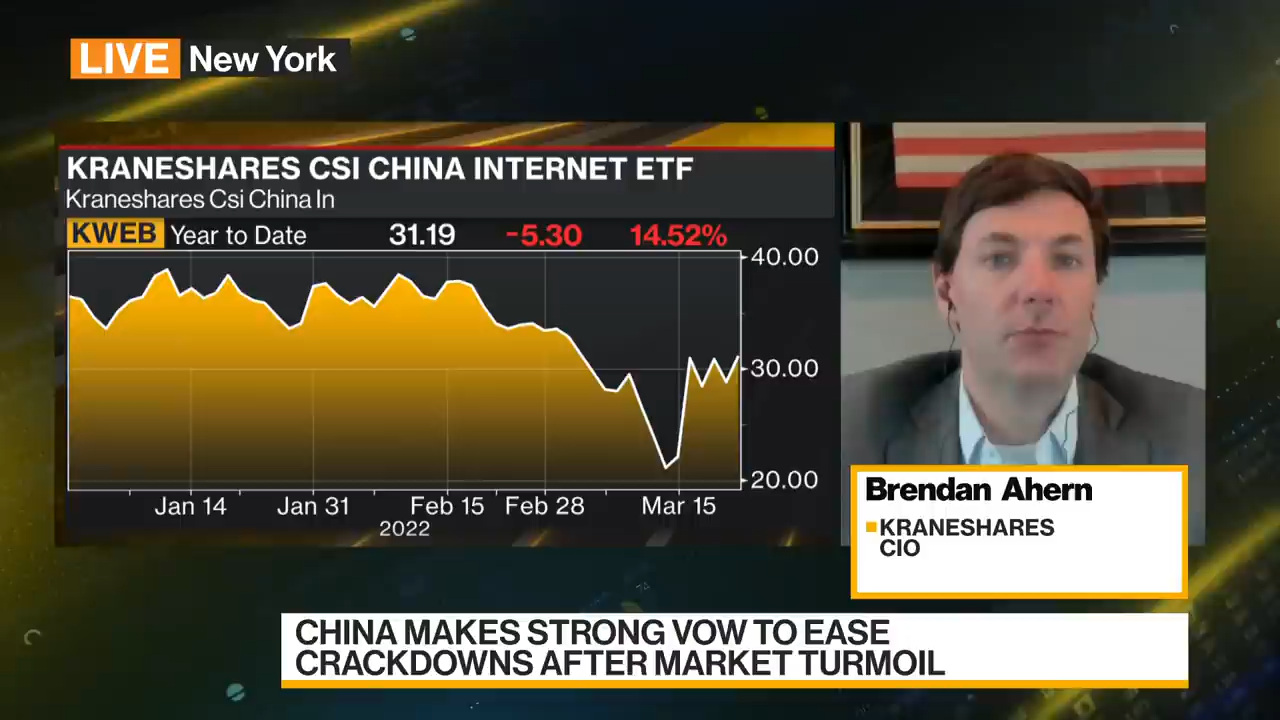 LIVE New York
KRANESHARES CSI CHINA INTERNET ETF
Kraneshares Csi China In
KWEB Year to Date 31.19 -5.30 14.52%
40.00
30.00
20.00
Jan 14 Jan 31 Feb 15 Feb 28 Mar 15
2022
Brendan Ahern
KRANESHARES
CIO
CHINA MAKES STRONG VOW TO EASE
CRACKDOWNS AFTER MARKET TURMOIL